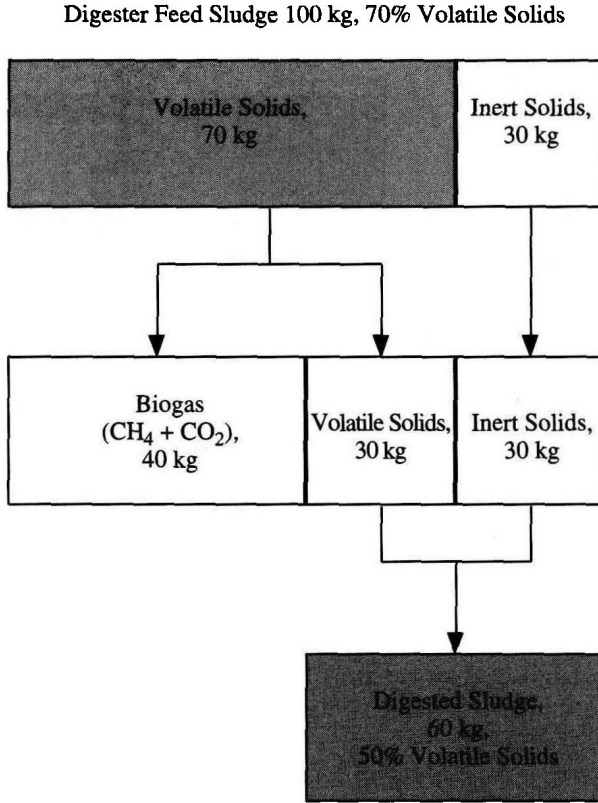 Digester Feed Sludge 100 kg, 70% Volatile Solids
Volatile Solids,
70 kg
Inert Solids,
30 kg
Biogas
(CH₄ + CO₂),
40 kg
Volatile Solids,
30 kg
Inert Solids,
30 kg
Digested Sludge,
60 kg,
50% Volatile Solids